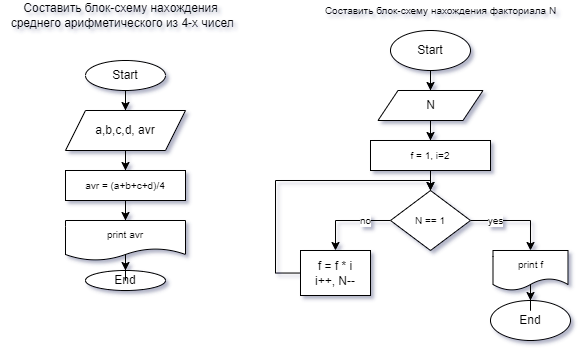 Составить блок-схему нахождения
среднего арифметического из 4-х чисел
Start
a,b,c,d, avr
avr = (a+b+c+d)/4
print avr
End
Составить блок-схему нахождения факториала N
Start
N
f = 1, i=2
N == 1
no
yes
f = f * i
i++, N--
print f
End